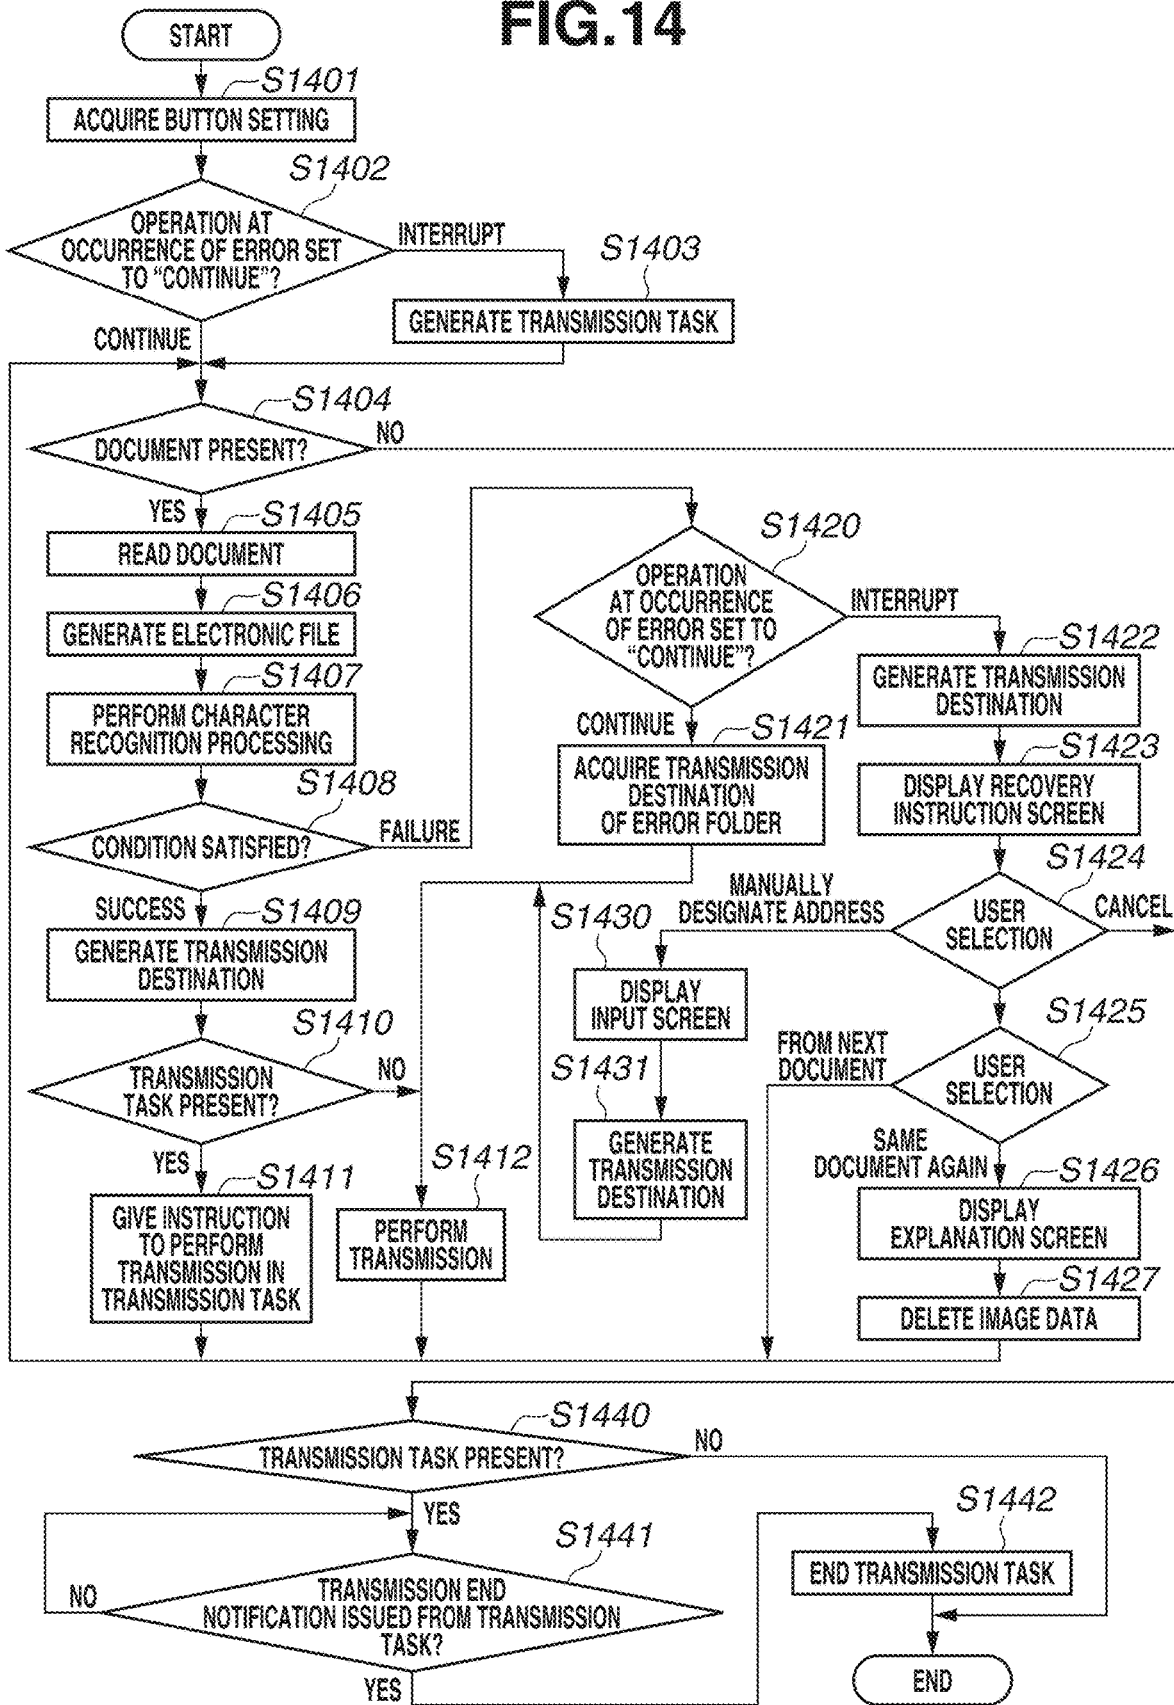 FIG.14
START
S1401
ACQUIRE BUTTON SETTING
S1402
OPERATION AT
OCCURRENCE OF ERROR SET
TO “CONTINUE”?
INTERRUPT
S1403
GENERATE TRANSMISSION TASK
CONTINUE
S1404
DOCUMENT PRESENT?
NO
YES
S1405
READ DOCUMENT
S1406
GENERATE ELECTRONIC FILE
S1407
PERFORM CHARACTER
RECOGNITION PROCESSING
S1408
CONDITION SATISFIED?
FAILURE
SUCCESS
S1409
GENERATE TRANSMISSION
DESTINATION
S1410
TRANSMISSION
TASK PRESENT?
NO
YES
S1411
GIVE INSTRUCTION
TO PERFORM
TRANSMISSION IN
TRANSMISSION TASK
S1412
PERFORM
TRANSMISSION
S1420
OPERATION
AT OCCURRENCE
OF ERROR SET TO
“CONTINUE”?
INTERRUPT
CONTINUE
S1421
ACQUIRE TRANSMISSION
DESTINATION
OF ERROR FOLDER
S1422
GENERATE TRANSMISSION
DESTINATION
S1423
DISPLAY RECOVERY
INSTRUCTION SCREEN
S1424
USER
SELECTION
CANCEL
MANUALLY
DESIGNATE ADDRESS
S1430
DISPLAY
INPUT SCREEN
S1431
GENERATE
TRANSMISSION
DESTINATION
S1425
USER
SELECTION
FROM NEXT
DOCUMENT
SAME
DOCUMENT AGAIN
S1426
DISPLAY
EXPLANATION SCREEN
S1427
DELETE IMAGE DATA
S1440
TRANSMISSION TASK PRESENT?
NO
YES
S1441
TRANSMISSION END
NOTIFICATION ISSUED FROM TRANSMISSION
TASK?
NO
YES
S1442
END TRANSMISSION TASK
END